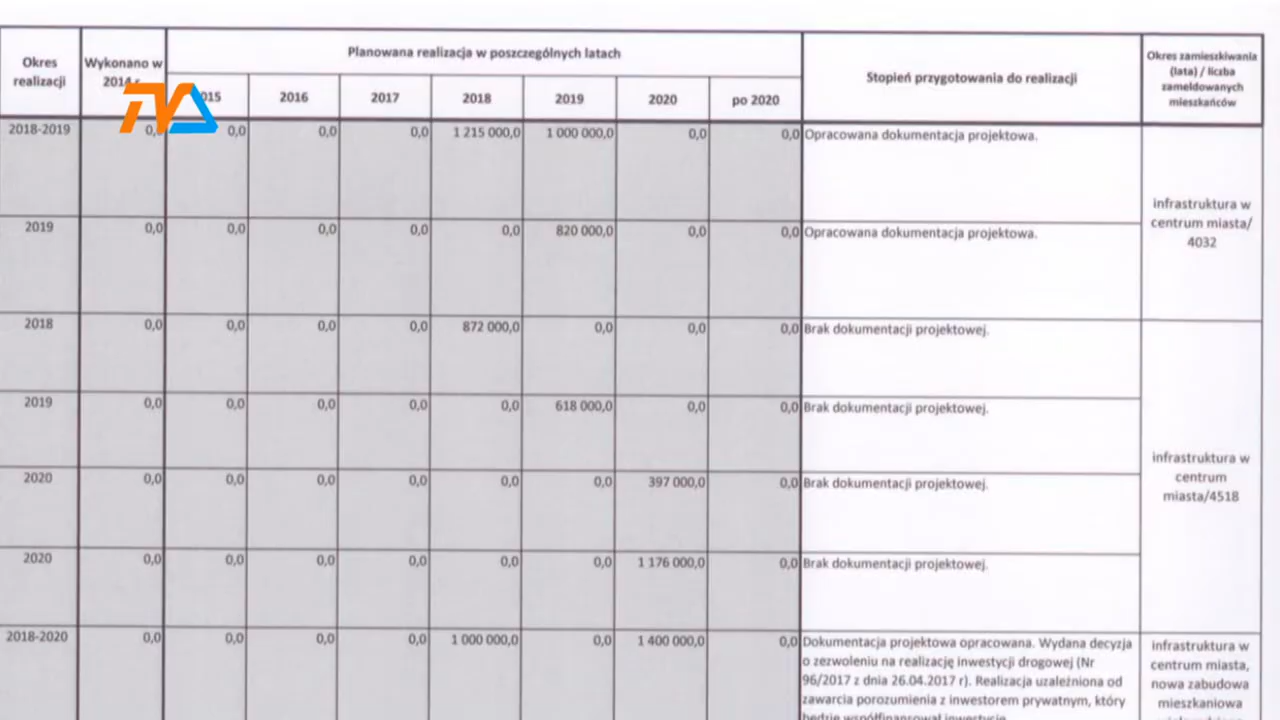 Okres realizacji
Wykonano w 2014 r.
Planowana realizacja w poszczególnych latach
Stopień przygotowania do realizacji
Okres zamieszkiwania (lata) / liczba zameldowanych mieszkańców
TVA
2015 2016 2017 2018 2019 2020 po 2020
2018-2019 0,0 0,0 0,0 0,0 1 215 000,0 1 000 000,0 0,0 0,0 Opracowana dokumentacja projektowa.
infrastruktura w
centrum miasta/
4032
2019 0,0 0,0 0,0 0,0 0,0 820 000,0 0,0 0,0 Opracowana dokumentacja projektowa.
2018 0,0 0,0 0,0 0,0 872 000,0 0,0 0,0 0,0 Brak dokumentacji projektowej.
2019 0,0 0,0 0,0 0,0 0,0 618 000,0 0,0 0,0 Brak dokumentacji projektowej.
infrastruktura w
centrum
miasta/4518
2020 0,0 0,0 0,0 0,0 0,0 0,0 397 000,0 0,0 Brak dokumentacji projektowej.
2020 0,0 0,0 0,0 0,0 0,0 0,0 1 176 000,0 0,0 Brak dokumentacji projektowej.
2018-2020 0,0 0,0 0,0 0,0 1 000 000,0 0,0 1 400 000,0 0,0
Dokumentacja projektowa opracowana. Wydana decyzja
o zezwoleniu na realizację inwestycji drogowej (Nr
96/2017 z dnia 26.04.2017 r). Realizacja uzależniona od
zawarcia porozumienia z inwestorem prywatnym, który
będzie współfinansował inwestycję.
infrastruktura w
centrum miasta,
nowa zabudowa
mieszkaniowa